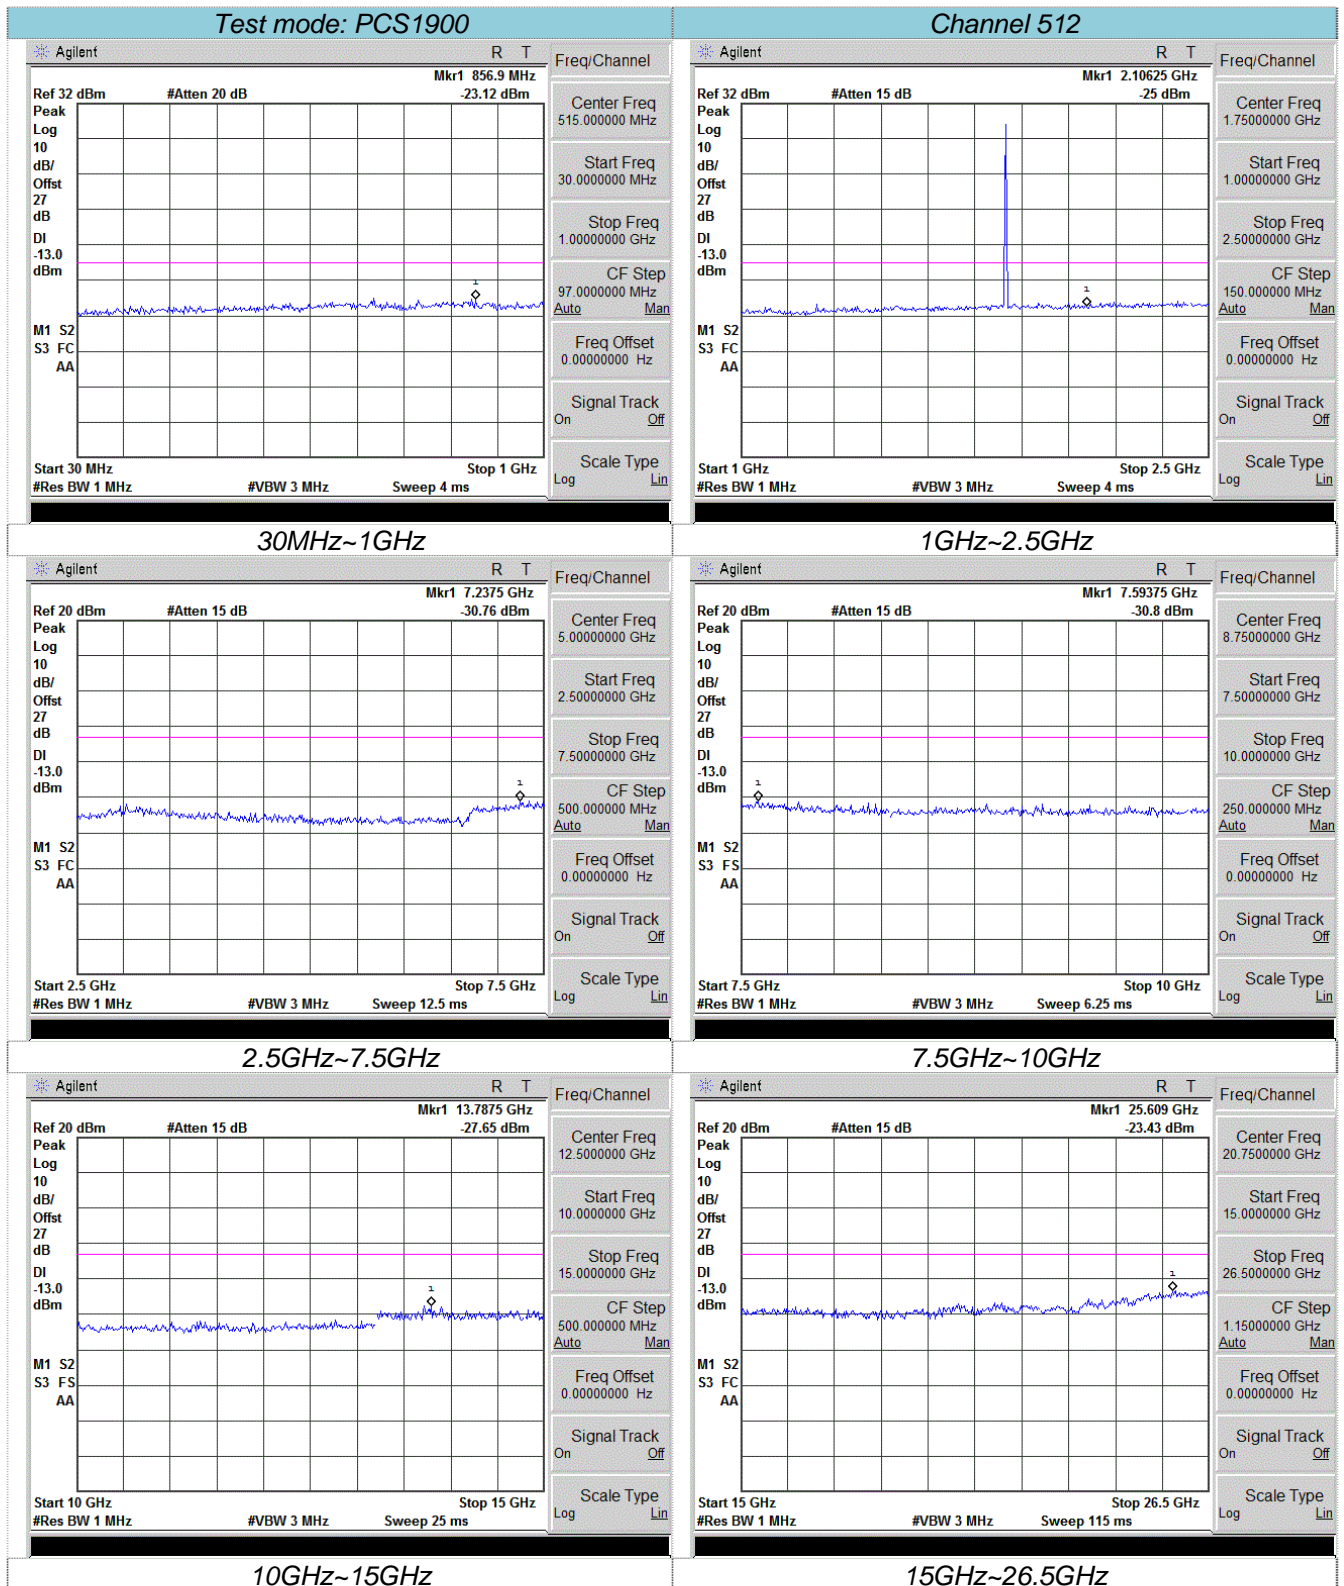 Test mode: PCS1900 Channel 512
Agilent R T Freq/Channel
Mkr1 856.9 MHz
Ref 32 dBm #Atten 20 dB -23.12 dBm
Peak
Log
10
dB/
Offst
27
dB
DI
-13.0
dBm
1
M1 S2
S3 FC
AA
Start 30 MHz Stop 1 GHz
#Res BW 1 MHz #VBW 3 MHz Sweep 4 ms
Center Freq
515.000000 MHz
Start Freq
30.0000000 MHz
Stop Freq
1.00000000 GHz
CF Step
97.0000000 MHz
Auto Man
Freq Offset
0.00000000 Hz
Signal Track
On Off
Scale Type
Log Lin
Agilent R T Freq/Channel
Mkr1 2.10625 GHz
Ref 32 dBm #Atten 15 dB -25 dBm
Peak
Log
10
dB/
Offst
27
dB
DI
-13.0
dBm
1
M1 S2
S3 FC
AA
Start 1 GHz Stop 2.5 GHz
#Res BW 1 MHz #VBW 3 MHz Sweep 4 ms
Center Freq
1.75000000 GHz
Start Freq
1.00000000 GHz
Stop Freq
2.50000000 GHz
CF Step
150.000000 MHz
Auto Man
Freq Offset
0.00000000 Hz
Signal Track
On Off
Scale Type
Log Lin
30MHz~1GHz 1GHz~2.5GHz
Agilent R T Freq/Channel
Mkr1 7.2375 GHz
Ref 20 dBm #Atten 15 dB -30.76 dBm
Peak
Log
10
dB/
Offst
27
dB
DI
-13.0
dBm
1
M1 S2
S3 FC
AA
Start 2.5 GHz Stop 7.5 GHz
#Res BW 1 MHz #VBW 3 MHz Sweep 12.5 ms
Center Freq
5.00000000 GHz
Start Freq
2.50000000 GHz
Stop Freq
7.50000000 GHz
CF Step
500.000000 MHz
Auto Man
Freq Offset
0.00000000 Hz
Signal Track
On Off
Scale Type
Log Lin
Agilent R T Freq/Channel
Mkr1 7.59375 GHz
Ref 20 dBm #Atten 15 dB -30.8 dBm
Peak
Log
10
dB/
Offst
27
dB
DI
-13.0
dBm
1
M1 S2
S3 FS
AA
Start 7.5 GHz Stop 10 GHz
#Res BW 1 MHz #VBW 3 MHz Sweep 6.25 ms
Center Freq
8.75000000 GHz
Start Freq
7.50000000 GHz
Stop Freq
10.0000000 GHz
CF Step
250.000000 MHz
Auto Man
Freq Offset
0.00000000 Hz
Signal Track
On Off
Scale Type
Log Lin
2.5GHz~7.5GHz 7.5GHz~10GHz
Agilent R T Freq/Channel
Mkr1 13.7875 GHz
Ref 20 dBm #Atten 15 dB -27.65 dBm
Peak
Log
10
dB/
Offst
27
dB
DI
-13.0
dBm
1
M1 S2
S3 FS
AA
Start 10 GHz Stop 15 GHz
#Res BW 1 MHz #VBW 3 MHz Sweep 25 ms
Center Freq
12.5000000 GHz
Start Freq
10.0000000 GHz
Stop Freq
15.0000000 GHz
CF Step
500.000000 MHz
Auto Man
Freq Offset
0.00000000 Hz
Signal Track
On Off
Scale Type
Log Lin
Agilent R T Freq/Channel
Mkr1 25.609 GHz
Ref 20 dBm #Atten 15 dB -23.43 dBm
Peak
Log
10
dB/
Offst
27
dB
DI
-13.0
dBm
1
M1 S2
S3 FC
AA
Start 15 GHz Stop 26.5 GHz
#Res BW 1 MHz #VBW 3 MHz Sweep 115 ms
Center Freq
20.7500000 GHz
Start Freq
15.0000000 GHz
Stop Freq
26.5000000 GHz
CF Step
1.15000000 GHz
Auto Man
Freq Offset
0.00000000 Hz
Signal Track
On Off
Scale Type
Log Lin
10GHz~15GHz 15GHz~26.5GHz